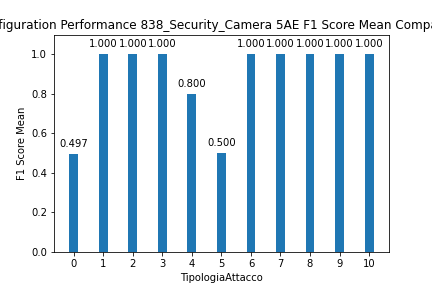 figuration Performance 838_Security_Camera 5AE F1 Score Mean Compa
1.000 1.000 1.000 1.000 1.000 1.000 1.000 1.000
0.800
0.497 0.500
1.0
0.8
0.6
0.4
0.2
0.0
F1 Score Mean
0 1 2 3 4 5 6 7 8 9 10
TipologiaAttacco